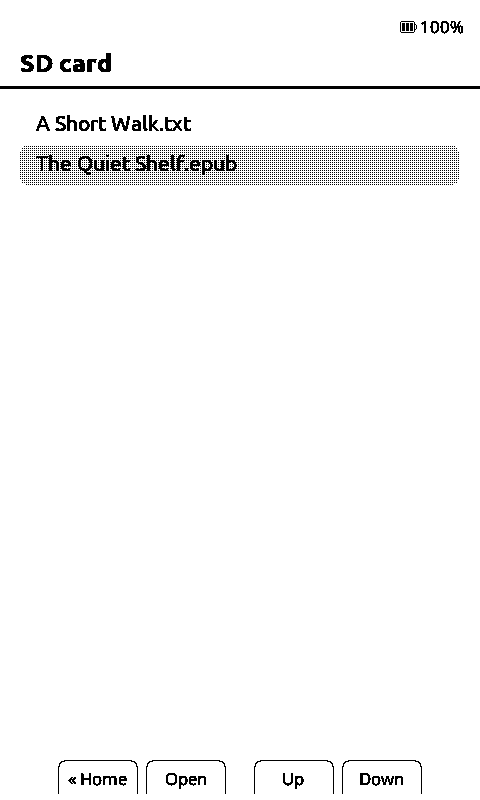 100%
SD card
A Short Walk.txt
The Quiet Shelf.epub
« Home Open Up Down